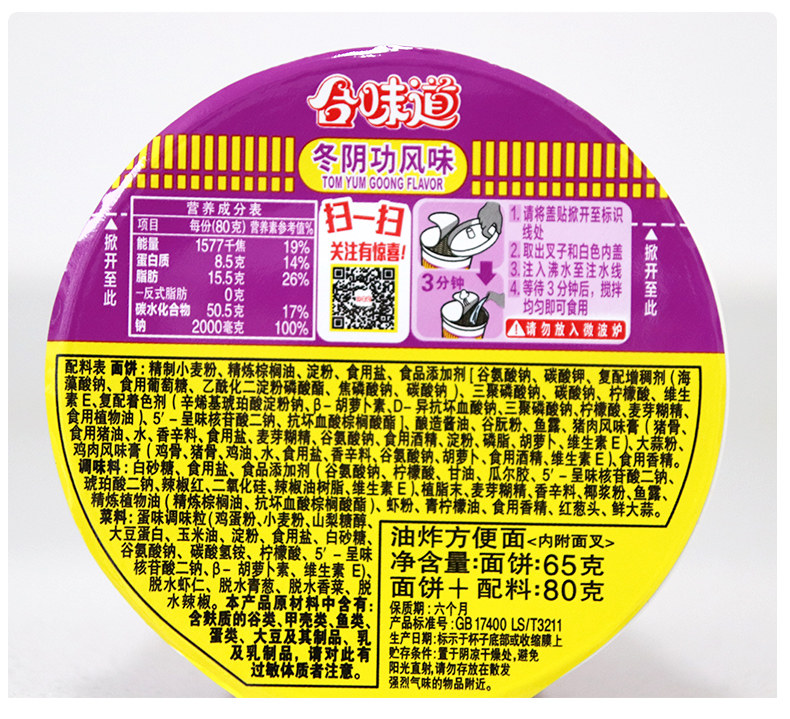 合味道
冬阴功风味
TOM YUM GOONG FLAVOR
掀开至此
营养成分表
项目 每份(80克) 营养素参考值%
能量 1577千焦 19%
蛋白质 8.5克 14%
脂肪 15.5克 26%
–反式脂肪 0克
碳水化合物 50.5克 17%
钠 2000毫克 100%
扫一扫
关注有惊喜!
3分钟
1. 请将盖贴掀开至标识
线处
2. 取出叉子和白色内盖
3. 注入沸水至注水线
4. 等待3分钟后，搅拌
均匀即可食用
请勿放入微波炉
掀开至此
配料表 面饼：精制小麦粉、精炼棕榈油、淀粉、食用盐、食品添加剂[谷氨酸钠、碳酸钾、复配增稠剂(海
藻酸钠、食用葡萄糖、乙酰化二淀粉磷酸酯、焦磷酸钠、碳酸钠)、三聚磷酸钠、碳酸钠、柠檬酸、维生
素E、复配着色剂(辛烯基琥珀酸淀粉钠、β-胡萝卜素、D-异抗坏血酸钠、三聚磷酸钠、柠檬酸、麦芽糊精、
食用植物油)、5′-呈味核苷酸二钠、抗坏血酸棕榈酸酯]、酿造酱油、谷朊粉、鱼露、猪肉风味膏(猪骨、
食用猪油、水、香辛料、食用盐、麦芽糊精、谷氨酸钠、食用酒精、淀粉、磷脂、胡萝卜、维生素E)、大蒜粉、
鸡肉风味膏(鸡骨、猪骨、鸡油、水、食用盐、香辛料、谷氨酸钠、胡萝卜、食用酒精、维生素E)、食用香精。
调味料：白砂糖、食用盐、食品添加剂(谷氨酸钠、柠檬酸、甘油、瓜尔胶、5′-呈味核苷酸二钠、
琥珀酸二钠、辣椒红、二氧化硅、辣椒油树脂、维生素E)、植脂末、麦芽糊精、香辛料、椰浆粉、鱼露、
精炼植物油(精炼棕榈油、抗坏血酸棕榈酸酯)、虾粉、青柠檬油、食用香精、红葱头、鲜大蒜。
菜料：蛋味调味粒(鸡蛋粉、小麦粉、山梨糖醇、
大豆蛋白、玉米油、淀粉、食用盐、白砂糖、
谷氨酸钠、碳酸氢铵、柠檬酸、5′-呈味
核苷酸二钠、β-胡萝卜素、维生素E)、
脱水虾仁、脱水青葱、脱水香菜、脱
水辣椒。本产品原材料中含有：
含麸质的谷类、甲壳类、鱼类、
蛋类、大豆及其制品、乳
及乳制品，请对此有
过敏体质者注意。
油炸方便面<内附面叉>
净含量：面饼：65克
面饼＋配料：80克
保质期：六个月
产品标准号：GB 17400 LS/T3211
生产日期：标示于杯子底部或收缩膜上
贮存条件：置于阴凉干燥处，避免
阳光直射，请勿存放在散发
强烈气味的物品附近。